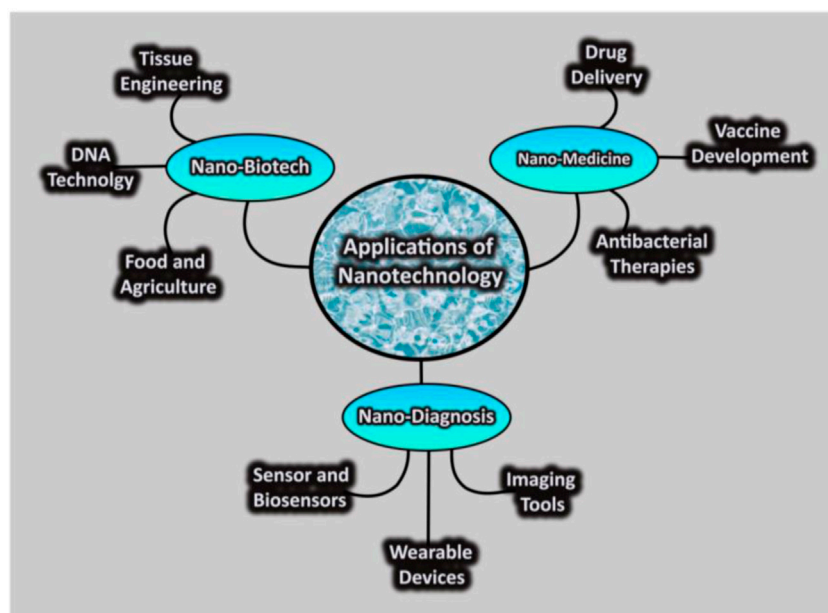 Tissue
Engineering
DNA
Technolgy
Nano-Biotech
Food and
Agriculture
Drug
Delivery
Nano-Medicine
Vaccine
Development
Antibacterial
Therapies
Applications of
Nanotechnology
Nano-Diagnosis
Sensor and
Biosensors
Wearable
Devices
Imaging
Tools